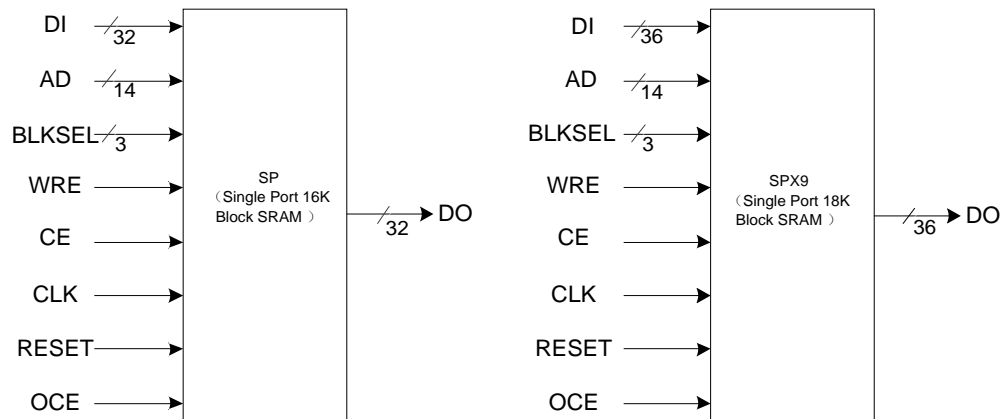 DI
32
AD
14
BLKSEL
3
WRE
CE
CLK
RESET
OCE
SP
（Single Port 16K
Block SRAM ）
32
DO
DI
36
AD
14
BLKSEL
3
WRE
CE
CLK
RESET
OCE
SPX9
（Single Port 18K
Block SRAM ）
36
DO